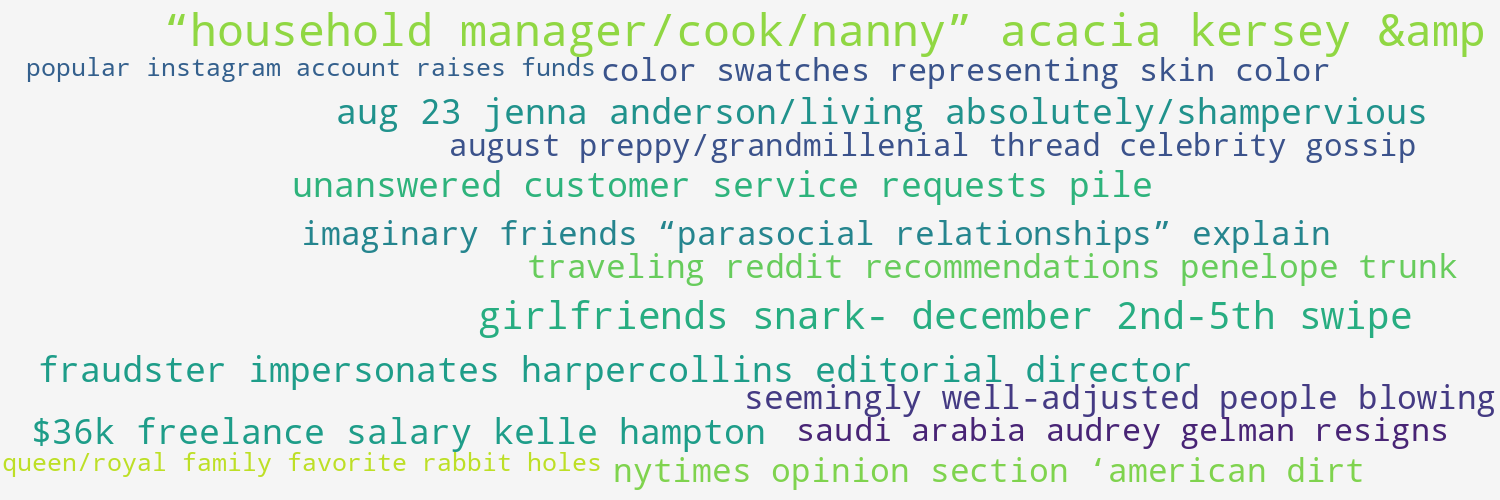 “household manager/cook/nanny” acacia kersey &amp
popular instagram account raises funds
color swatches representing skin color
aug 23 jenna anderson/living absolutely/shampervious
august preppy/grandmillenial thread celebrity gossip
unanswered customer service requests pile
imaginary friends “parasocial relationships” explain
traveling reddit recommendations penelope trunk
girlfriends snark- december 2nd-5th swipe
fraudster impersonates harpercollins editorial director
seemingly well-adjusted people blowing
$36k freelance salary kelle hampton
saudi arabia audrey gelman resigns
queen/royal family favorite rabbit holes
nytimes opinion section ‘american dirt